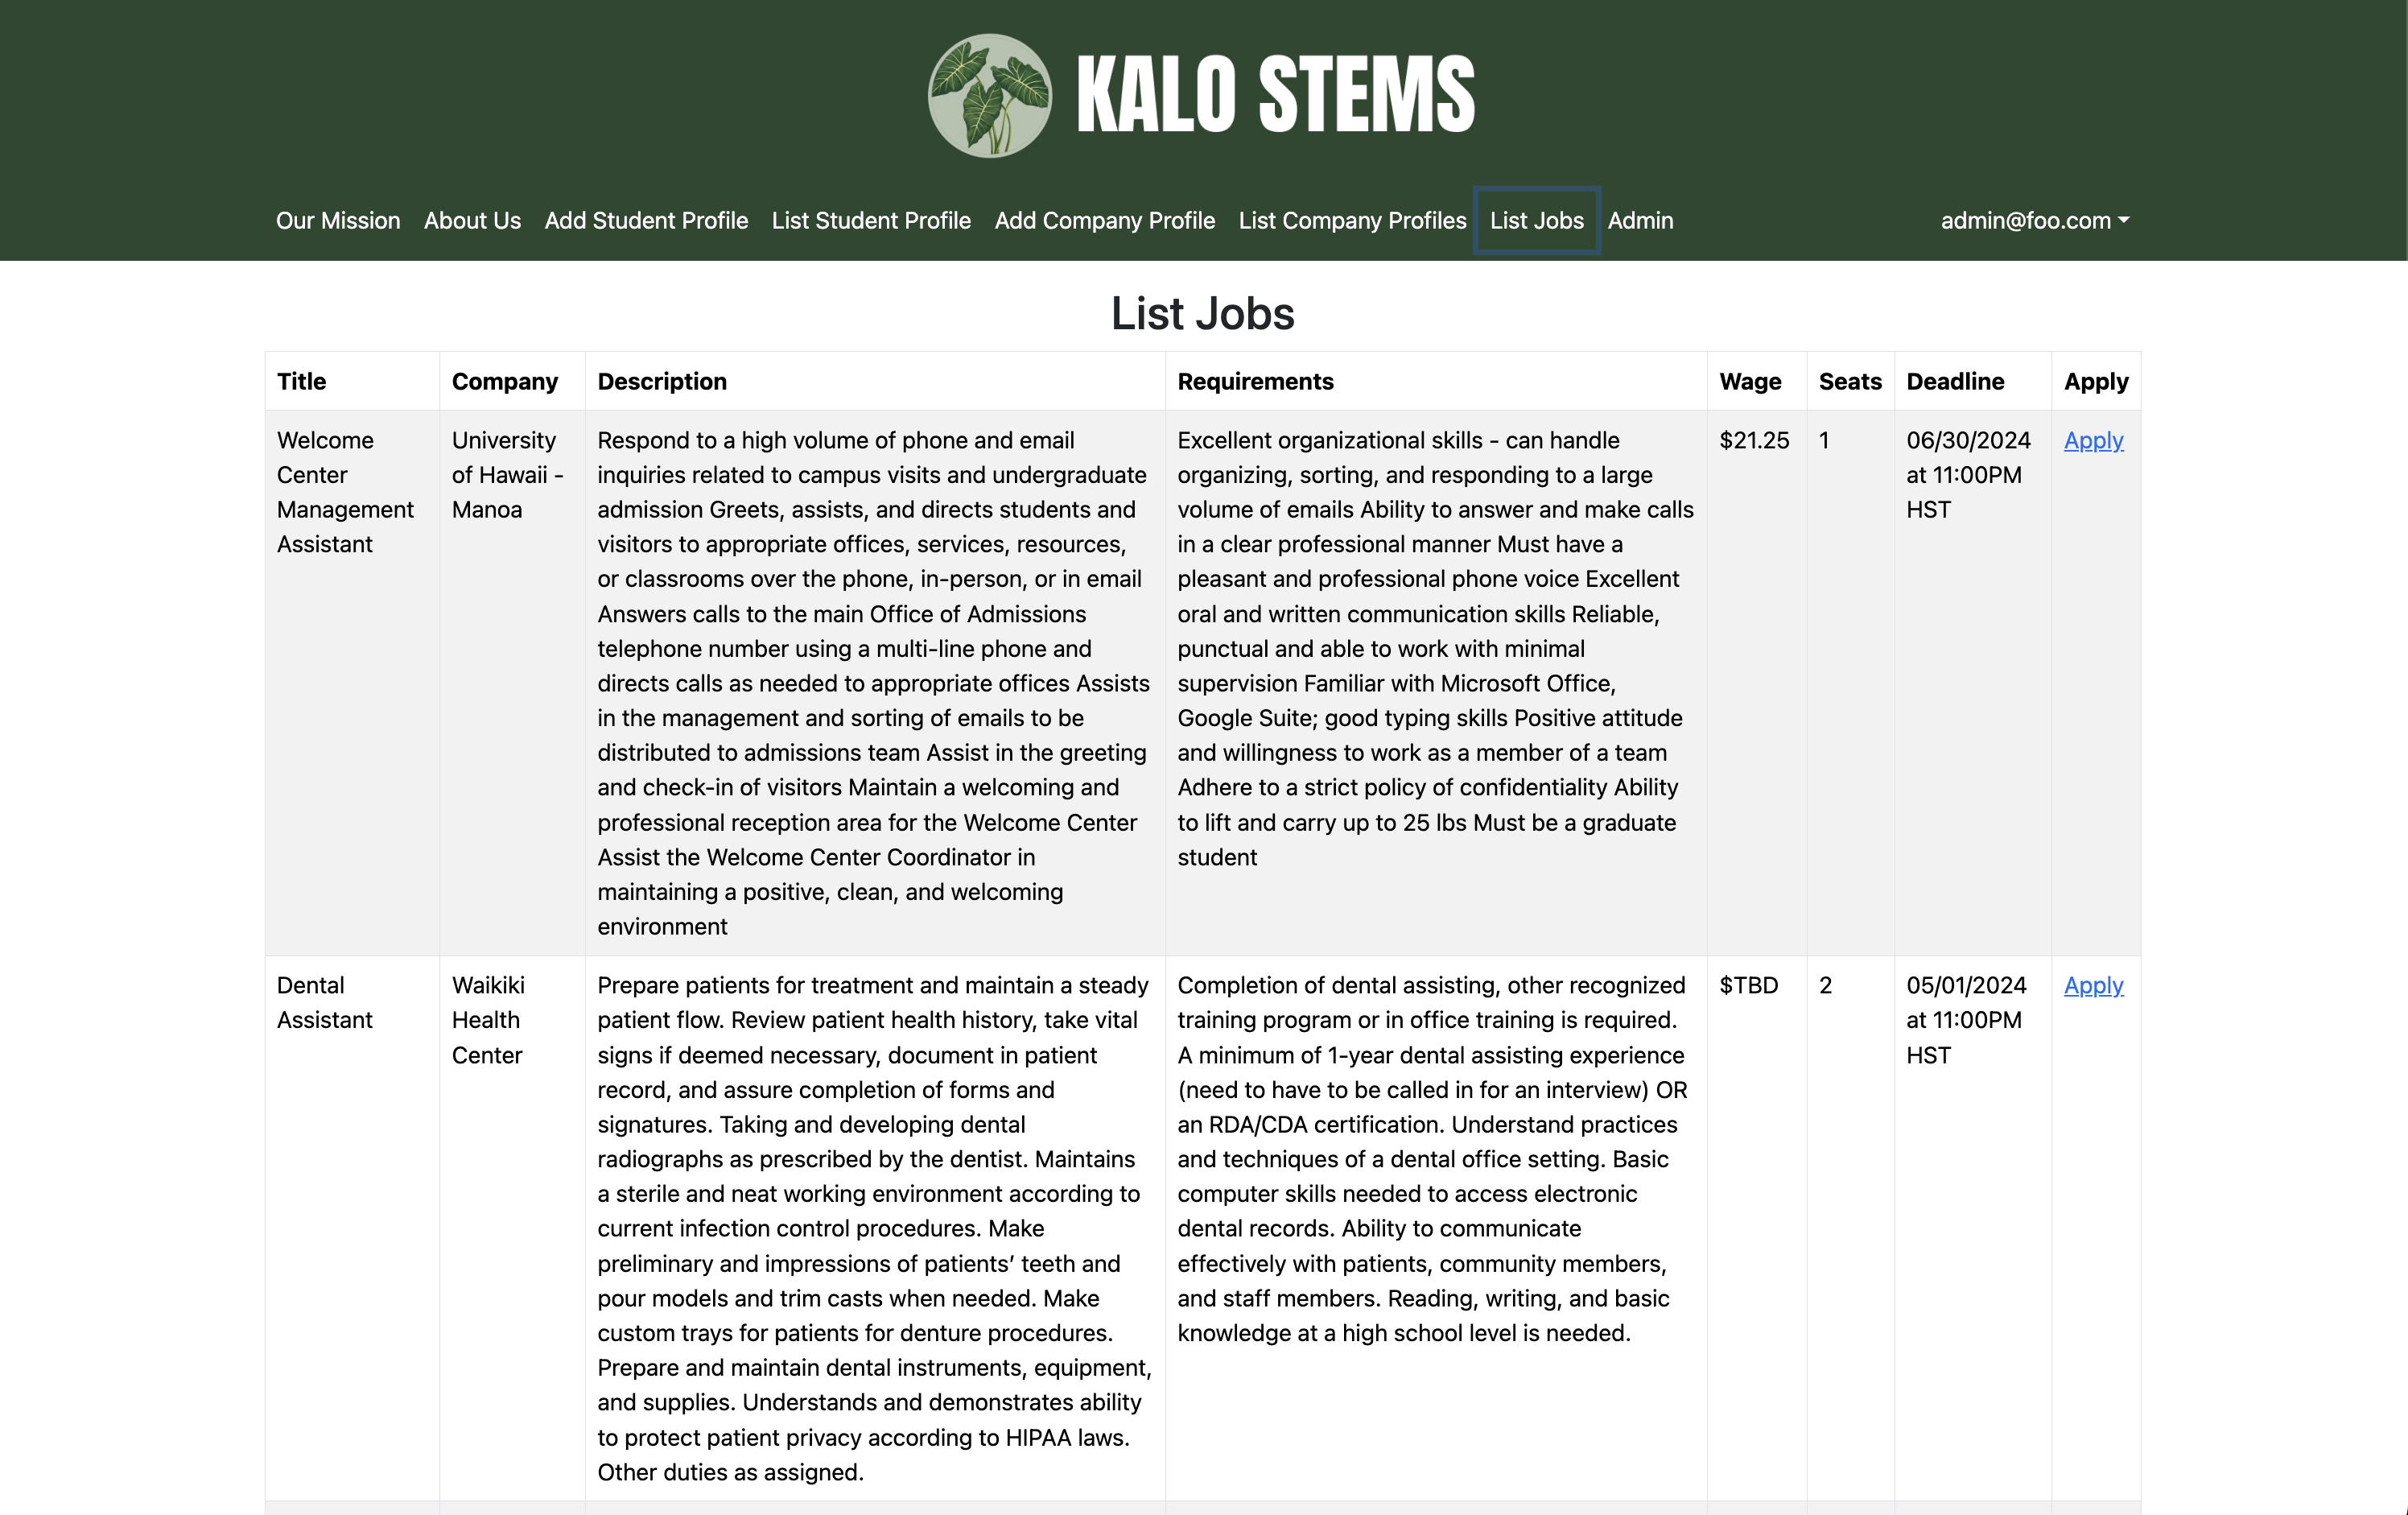 KALO STEMS
Our Mission About Us Add Student Profile List Student Profile Add Company Profile List Company Profiles List Jobs Admin admin@foo.com
List Jobs
Title Company Description Requirements Wage Seats Deadline Apply
Welcome
Center
Management
Assistant
University
of Hawaii -
Manoa
Respond to a high volume of phone and email
inquiries related to campus visits and undergraduate
admission Greets, assists, and directs students and
visitors to appropriate offices, services, resources,
or classrooms over the phone, in-person, or in email
Answers calls to the main Office of Admissions
telephone number using a multi-line phone and
directs calls as needed to appropriate offices Assists
in the management and sorting of emails to be
distributed to admissions team Assist in the greeting
and check-in of visitors Maintain a welcoming and
professional reception area for the Welcome Center
Assist the Welcome Center Coordinator in
maintaining a positive, clean, and welcoming
environment
Excellent organizational skills - can handle
organizing, sorting, and responding to a large
volume of emails Ability to answer and make calls
in a clear professional manner Must have a
pleasant and professional phone voice Excellent
oral and written communication skills Reliable,
punctual and able to work with minimal
supervision Familiar with Microsoft Office,
Google Suite; good typing skills Positive attitude
and willingness to work as a member of a team
Adhere to a strict policy of confidentiality Ability
to lift and carry up to 25 lbs Must be a graduate
student
$21.25
1
06/30/2024
at 11:00PM
HST
Apply
Dental
Assistant
Waikiki
Health
Center
Prepare patients for treatment and maintain a steady
patient flow. Review patient health history, take vital
signs if deemed necessary, document in patient
record, and assure completion of forms and
signatures. Taking and developing dental
radiographs as prescribed by the dentist. Maintains
a sterile and neat working environment according to
current infection control procedures. Make
preliminary and impressions of patients’ teeth and
pour models and trim casts when needed. Make
custom trays for patients for denture procedures.
Prepare and maintain dental instruments, equipment,
and supplies. Understands and demonstrates ability
to protect patient privacy according to HIPAA laws.
Other duties as assigned.
Completion of dental assisting, other recognized
training program or in office training is required.
A minimum of 1-year dental assisting experience
(need to have to be called in for an interview) OR
an RDA/CDA certification. Understand practices
and techniques of a dental office setting. Basic
computer skills needed to access electronic
dental records. Ability to communicate
effectively with patients, community members,
and staff members. Reading, writing, and basic
knowledge at a high school level is needed.
$TBD
2
05/01/2024
at 11:00PM
HST
Apply